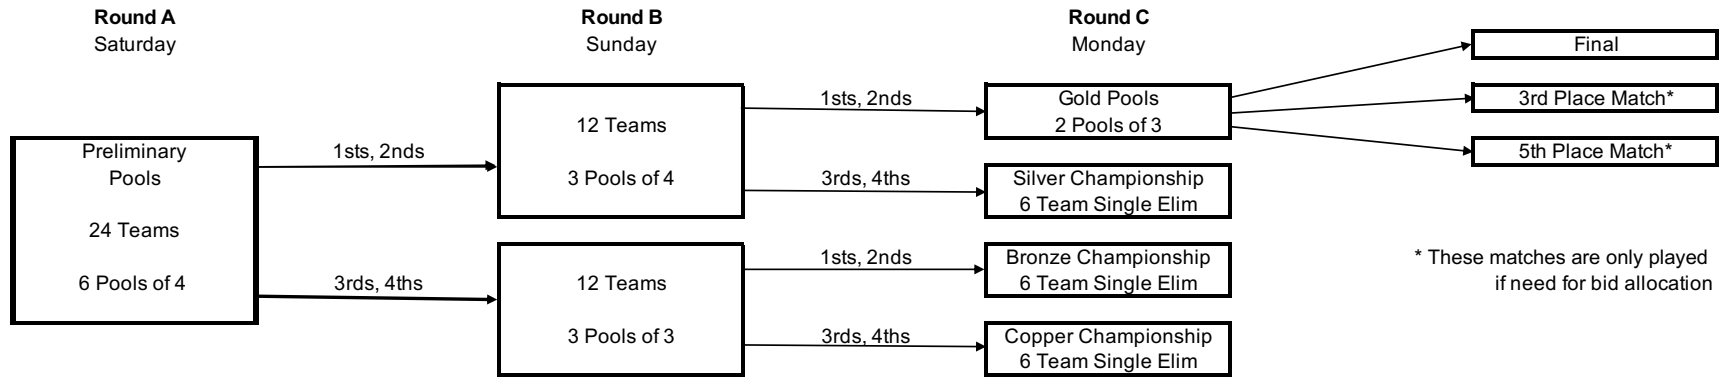 Round A
Saturday
Round B
Sunday
Round C
Monday
Preliminary
Pools
24 Teams
6 Pools of 4
1sts, 2nds
3rds, 4ths
12 Teams
3 Pools of 4
12 Teams
3 Pools of 3
1sts, 2nds
3rds, 4ths
1sts, 2nds
3rds, 4ths
Gold Pools
2 Pools of 3
Silver Championship
6 Team Single Elim
Bronze Championship
6 Team Single Elim
Copper Championship
6 Team Single Elim
Final
3rd Place Match*
5th Place Match*
* These matches are only played
if need for bid allocation